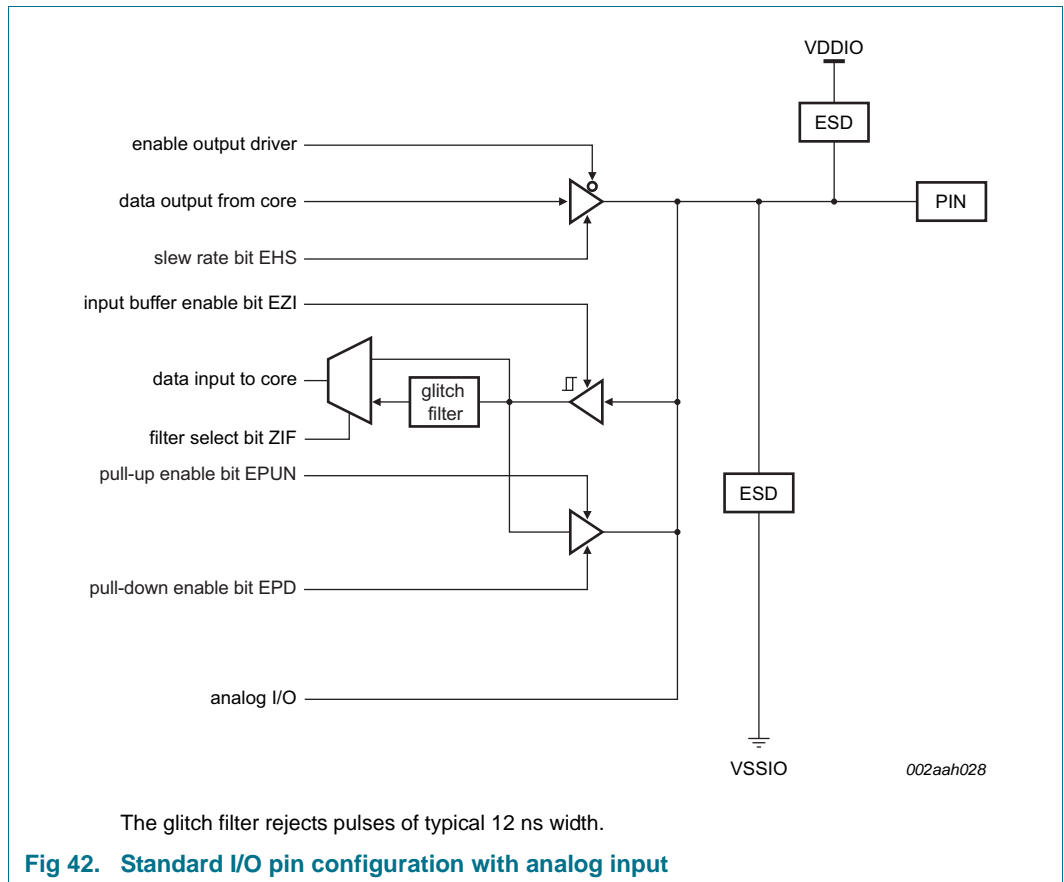 VDDIO
ESD
enable output driver
data output from core
PIN
slew rate bit EHS
input buffer enable bit EZI
data input to core
glitch
filter
filter select bit ZIF
pull-up enable bit EPUN
ESD
pull-down enable bit EPD
analog I/O
VSSIO
002aah028
The glitch filter rejects pulses of typical 12 ns width.
Fig 42. Standard I/O pin configuration with analog input